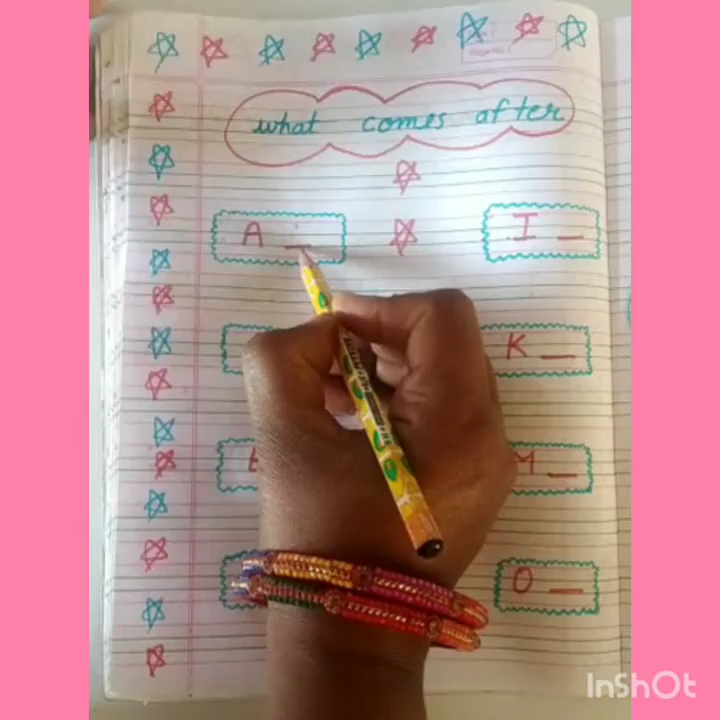 what comes after
A _ I _
K _
E
M _
O _
InShOt